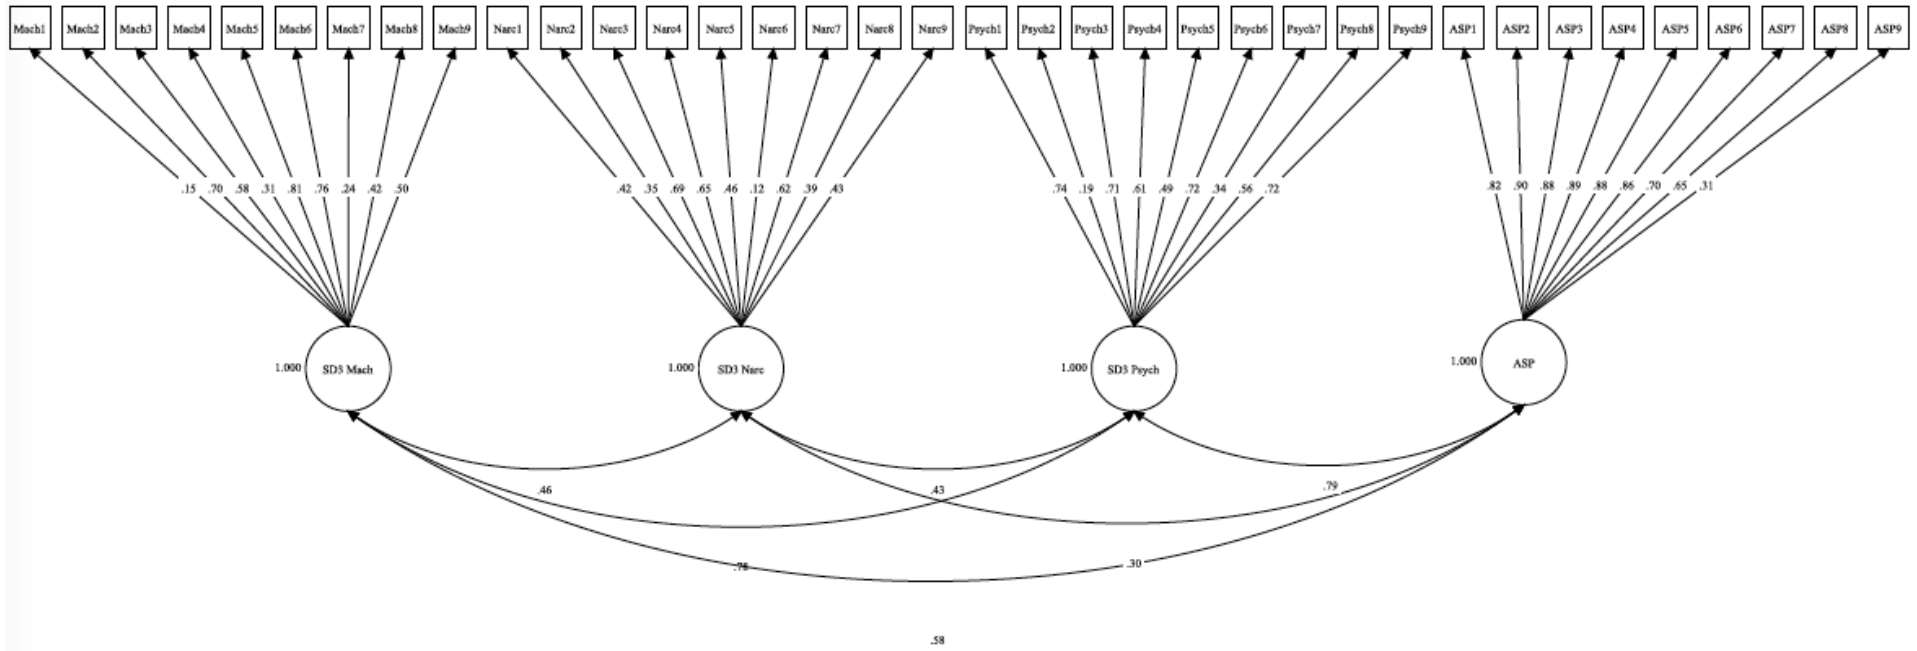 Mach1 Mach2 Mach3 Mach4 Mach5 Mach6 Mach7 Mach8 Mach9 Narc1 Narc2 Narc3 Narc4 Narc5 Narc6 Narc7 Narc8 Narc9 Psych1 Psych2 Psych3 Psych4 Psych5 Psych6 Psych7 Psych8 Psych9 ASP1 ASP2 ASP3 ASP4 ASP5 ASP6 ASP7 ASP8 ASP9
.15 .70 .58 .31 .81 .76 .24 .42 .50 .42 .35 .69 .65 .46 .12 .62 .39 .43 .74 .19 .71 .61 .49 .72 .34 .56 .72 .82 .90 .88 .89 .88 .86 .70 .65 .31
1.000 SD3 Mach 1.000 SD3 Narc 1.000 SD3 Psych 1.000 ASP
.46 .43 .79
.30
.58